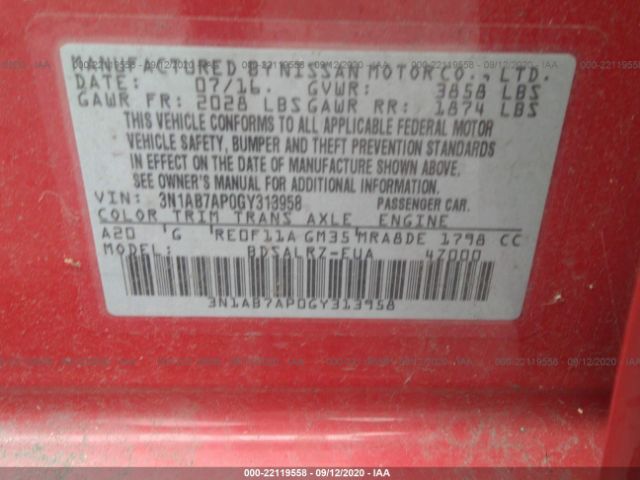 MANUFACTURED BY NISSAN MOTOR CO., LTD.
DATE: 07/16. GVWR: 3858 LBS
GAWR FR: 2028 LBS GAWR RR: 1874 LBS
THIS VEHICLE CONFORMS TO ALL APPLICABLE FEDERAL MOTOR
VEHICLE SAFETY, BUMPER AND THEFT PREVENTION STANDARDS
IN EFFECT ON THE DATE OF MANUFACTURE SHOWN ABOVE.
SEE OWNER'S MANUAL FOR ADDITIONAL INFORMATION.
VIN: 3N1AB7AP0GY313958 PASSENGER CAR.
COLOR TRIM TRANS AXLE ENGINE
A20 G RE0F11A GM35 MRA8DE 1798 CC
MODEL: BDSALRZ-EUA 4Z000
3N1AB7AP0GY313958
000-22119558 - 09/12/2020 - IAA